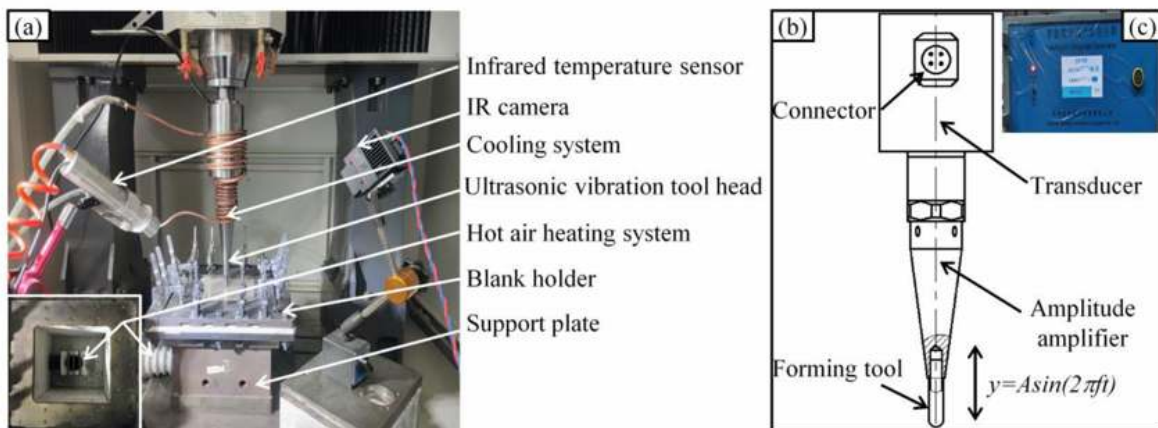 (a)
Infrared temperature sensor
IR camera
Cooling system
Ultrasonic vibration tool head
Hot air heating system
Blank holder
Support plate
(b)
(c)
Connector
Transducer
Amplitude
amplifier
Forming tool
y=Asin(2πft)